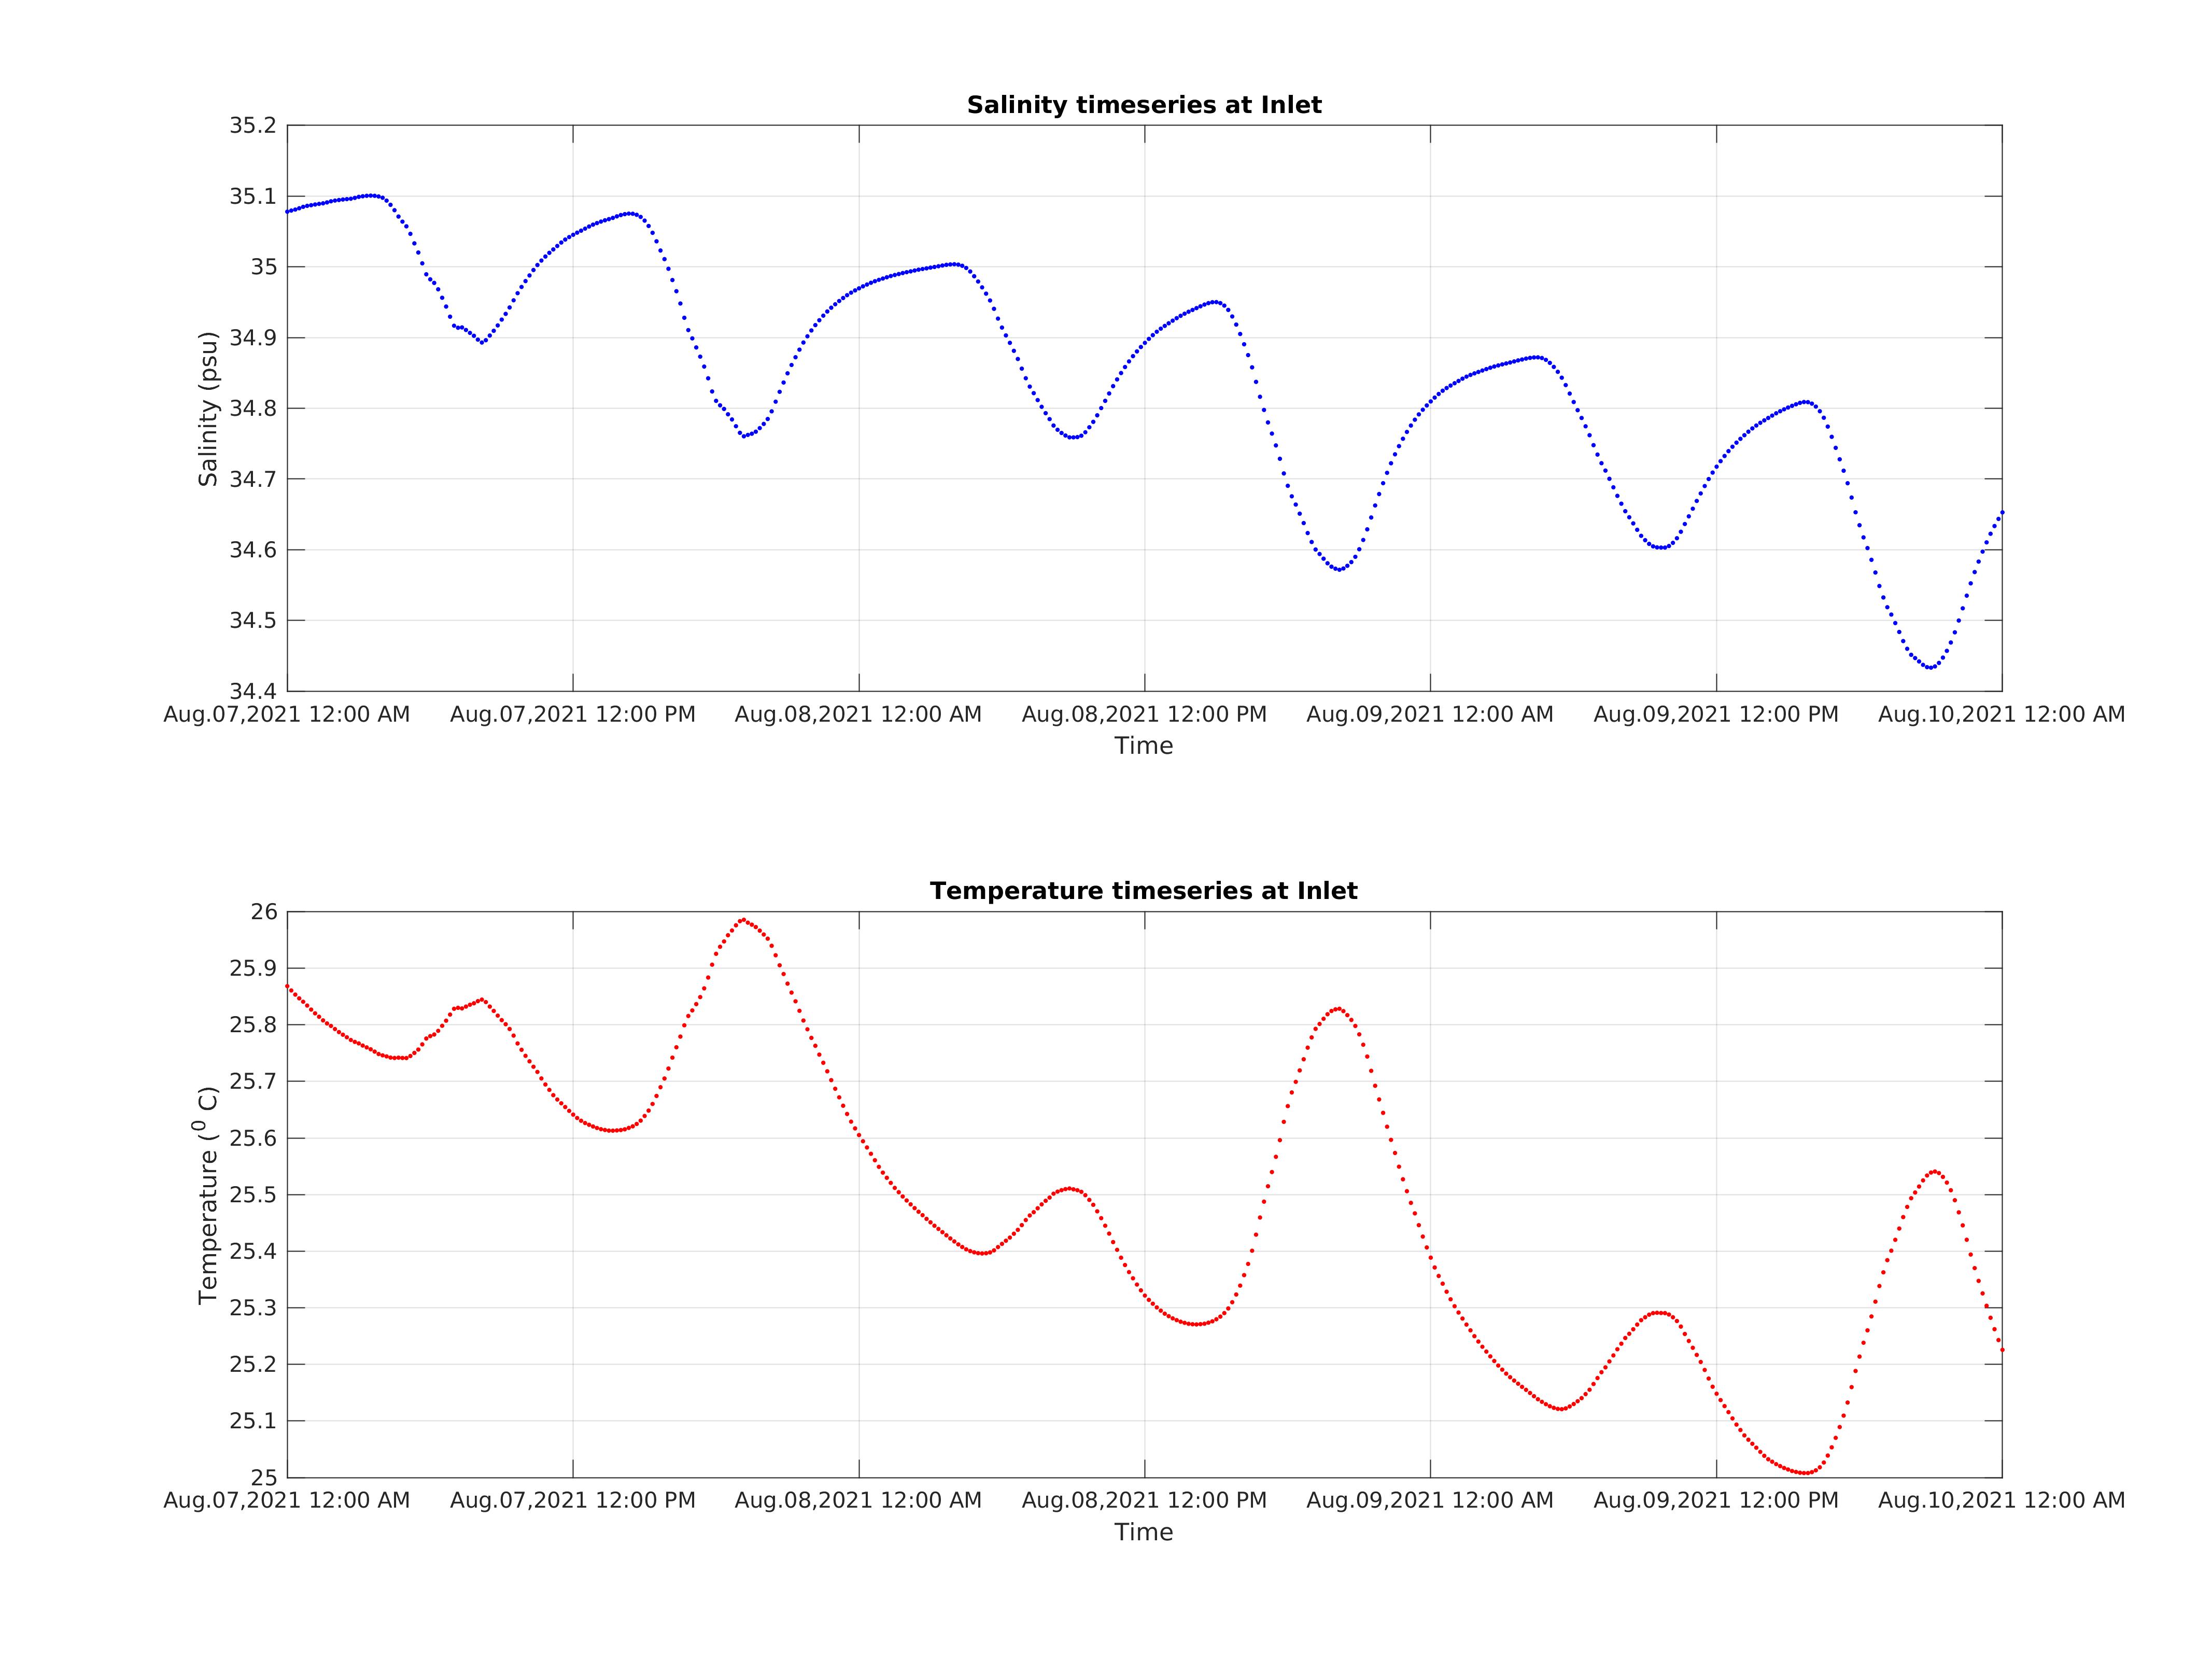 Salinity timeseries at Inlet
35.2
35.1
35
34.9
34.8
34.7
34.6
34.5
34.4
Salinity (psu)
Aug.07,2021 12:00 AM Aug.07,2021 12:00 PM Aug.08,2021 12:00 AM Aug.08,2021 12:00 PM Aug.09,2021 12:00 AM Aug.09,2021 12:00 PM Aug.10,2021 12:00 AM
Time
Temperature timeseries at Inlet
26
25.9
25.8
25.7
25.6
25.5
25.4
25.3
25.2
25.1
25
Temperature (⁰ C)
Aug.07,2021 12:00 AM Aug.07,2021 12:00 PM Aug.08,2021 12:00 AM Aug.08,2021 12:00 PM Aug.09,2021 12:00 AM Aug.09,2021 12:00 PM Aug.10,2021 12:00 AM
Time